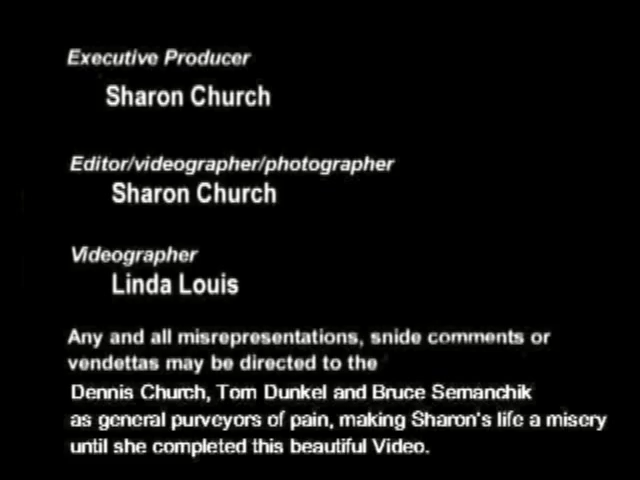 Executive Producer
Sharon Church
Editor/videographer/photographer
Sharon Church
Videographer
Linda Louis
Any and all misrepresentations, snide comments or
vendettas may be directed to the
Dennis Church, Tom Dunkel and Bruce Semanchik
as general purveyors of pain, making Sharon's life a misery
until she completed this beautiful Video.